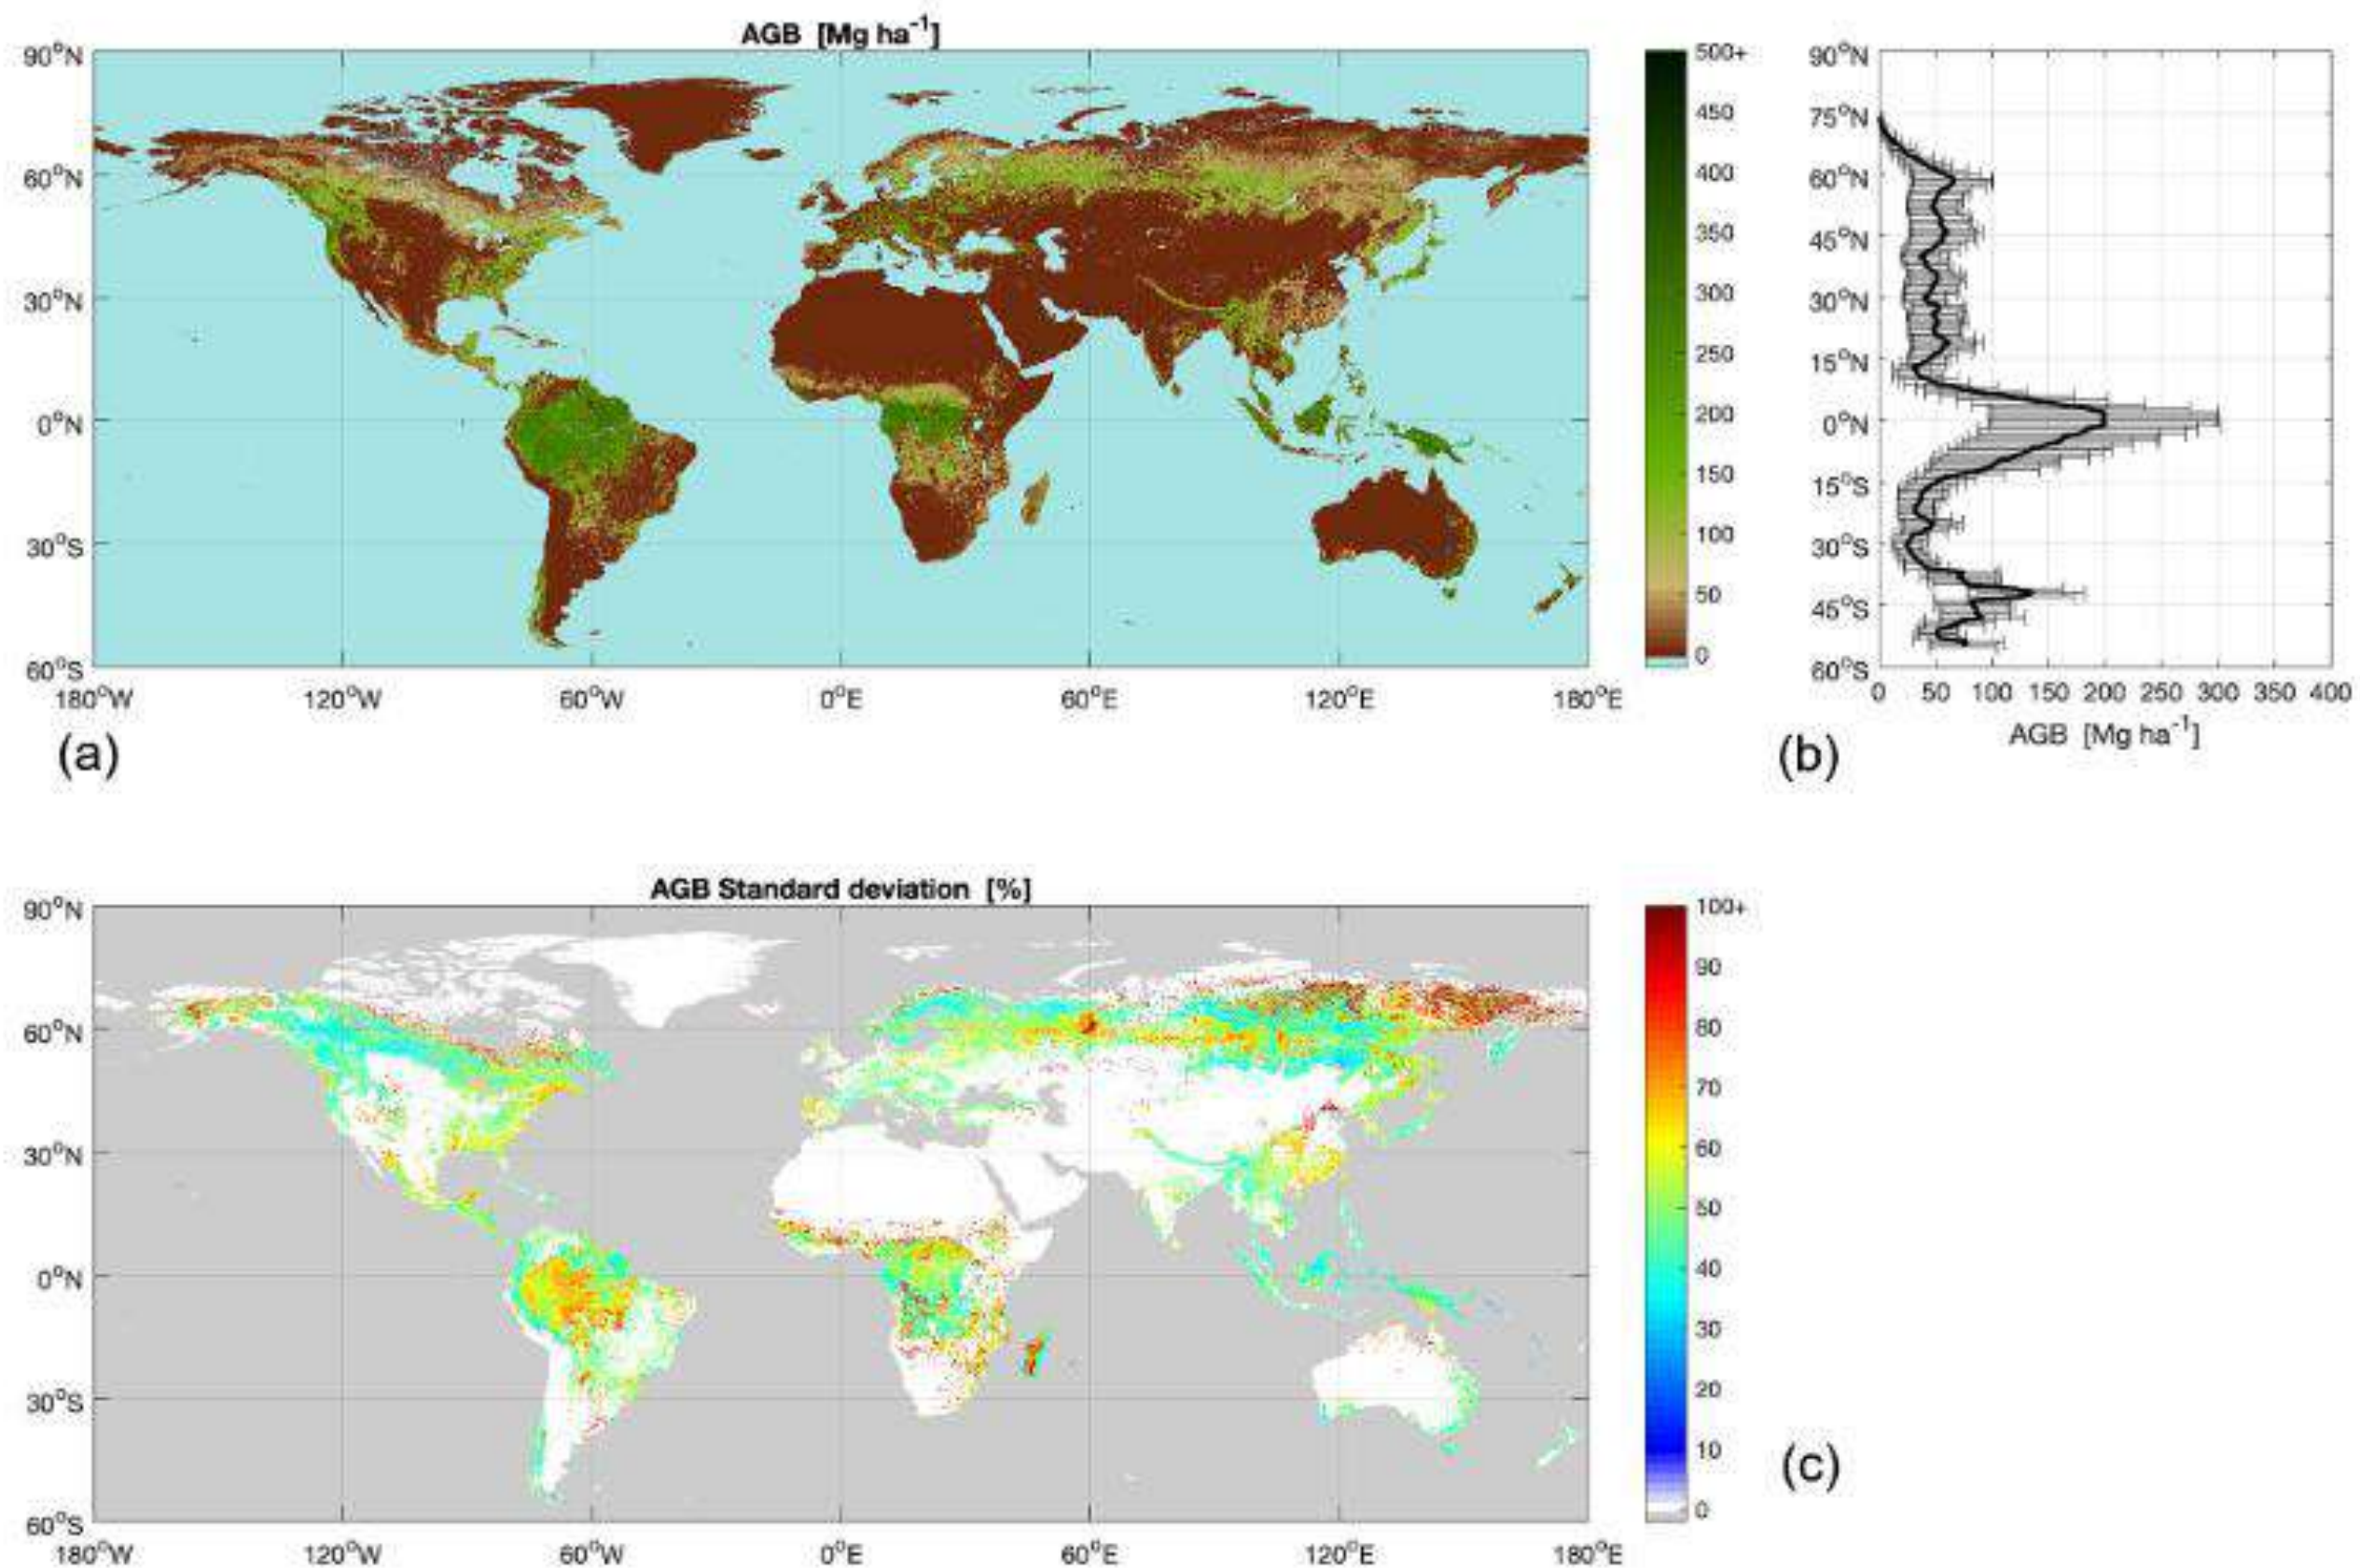 AGB [Mg ha⁻¹]
90°N
60°N
30°N
0°N
30°S
60°S
180°W
120°W
60°W
0°E
60°E
120°E
180°E
500+
450
400
350
300
250
200
150
100
50
0
(a)
90°N
75°N
60°N
45°N
30°N
15°N
0°N
15°S
30°S
45°S
60°S
0 50 100 150 200 250 300 350 400
AGB [Mg ha⁻¹]
(b)
AGB Standard deviation [%]
90°N
60°N
30°N
0°N
30°S
60°S
180°W
120°W
60°W
0°E
60°E
120°E
180°E
100+
90
80
70
60
50
40
30
20
10
0
(c)